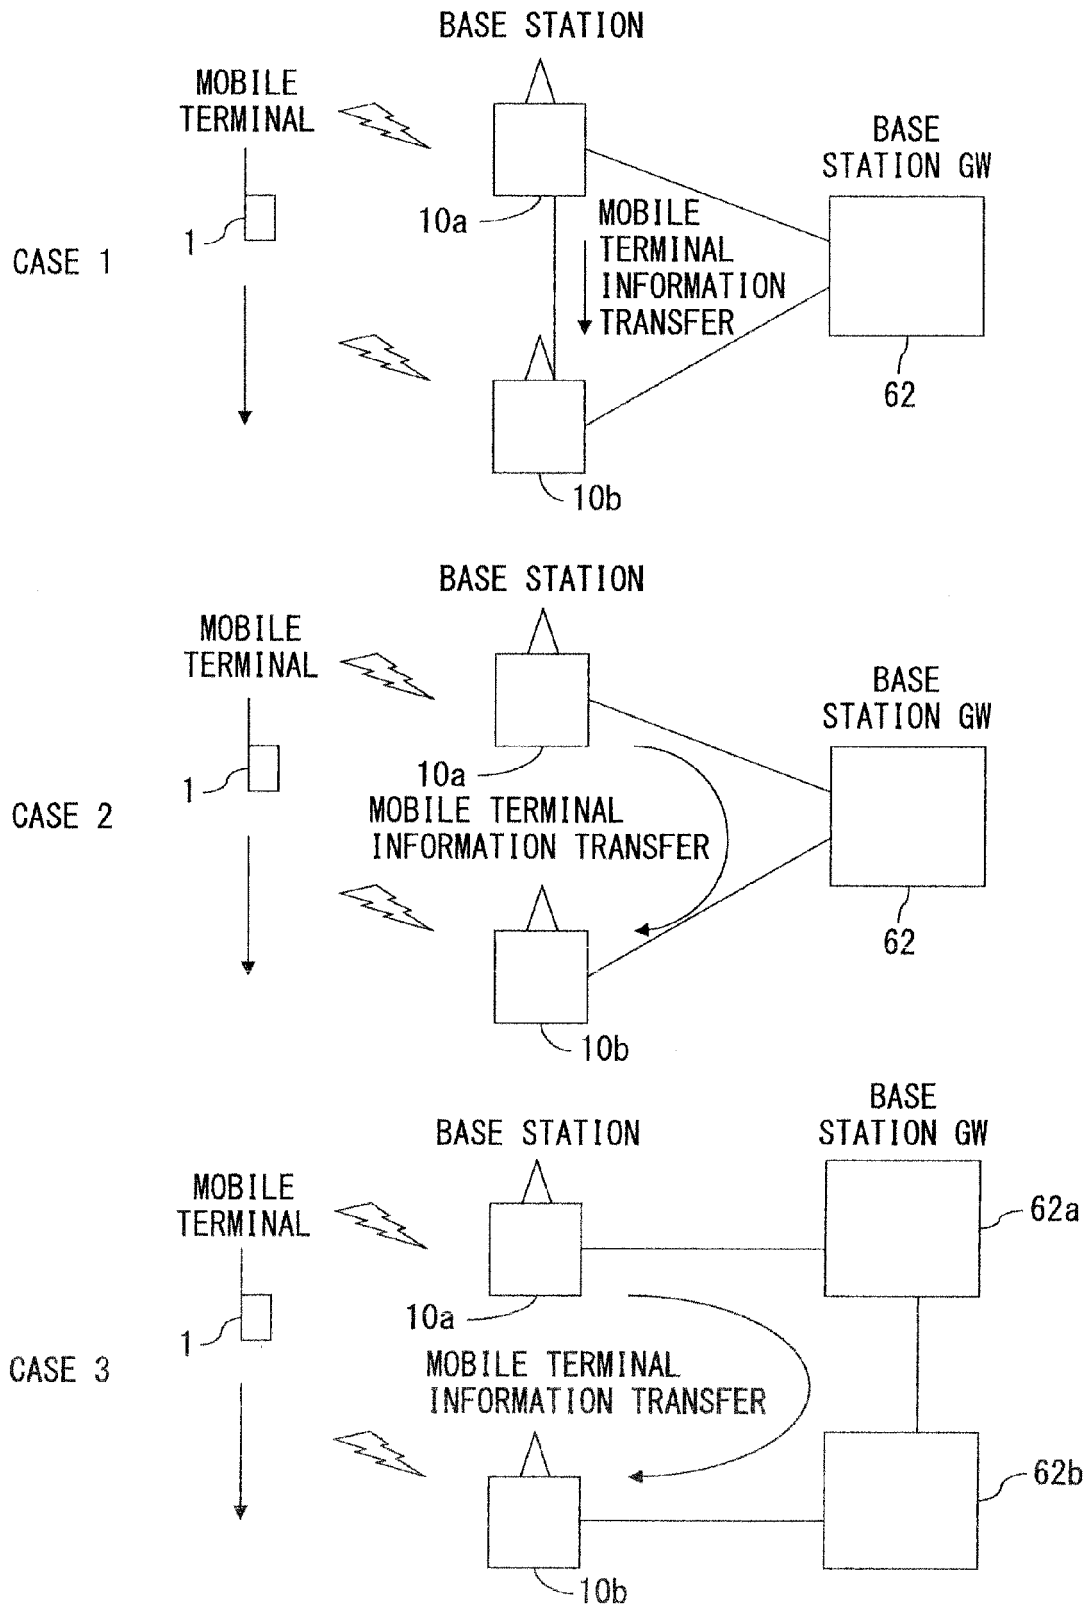 BASE STATION
MOBILE
TERMINAL
BASE
STATION GW
10a
1
MOBILE
TERMINAL
INFORMATION
TRANSFER
CASE 1
62
10b
BASE STATION
MOBILE
TERMINAL
BASE
STATION GW
10a
1
MOBILE TERMINAL
INFORMATION TRANSFER
CASE 2
62
10b
BASE
STATION GW
BASE STATION
MOBILE
TERMINAL
62a
10a
1
MOBILE TERMINAL
INFORMATION TRANSFER
CASE 3
62b
10b